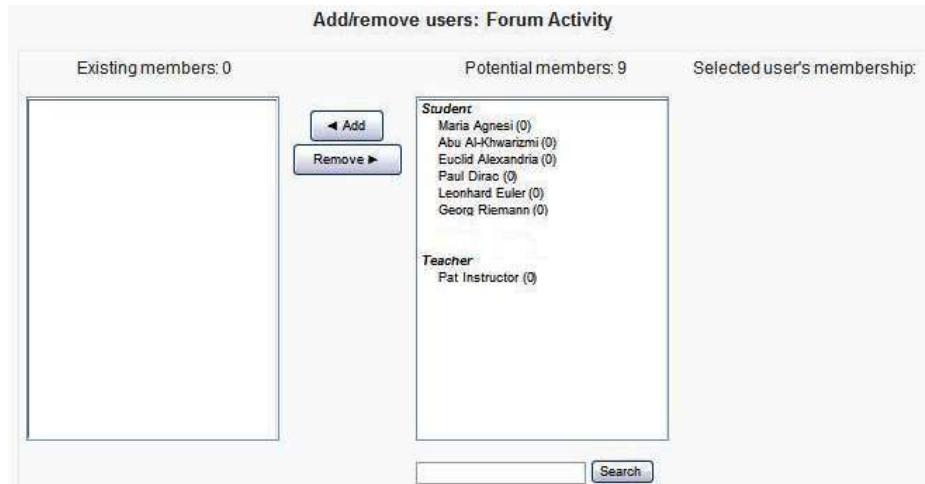 Add/remove users: Forum Activity
Existing members: 0
Potential members: 9
Selected user's membership:
◄ Add
Remove ►
Student
Maria Agnesi (0)
Abu Al-Khwarizmi (0)
Euclid Alexandria (0)
Paul Dirac (0)
Leonhard Euler (0)
Georg Riemann (0)
Teacher
Pat Instructor (0)
Search